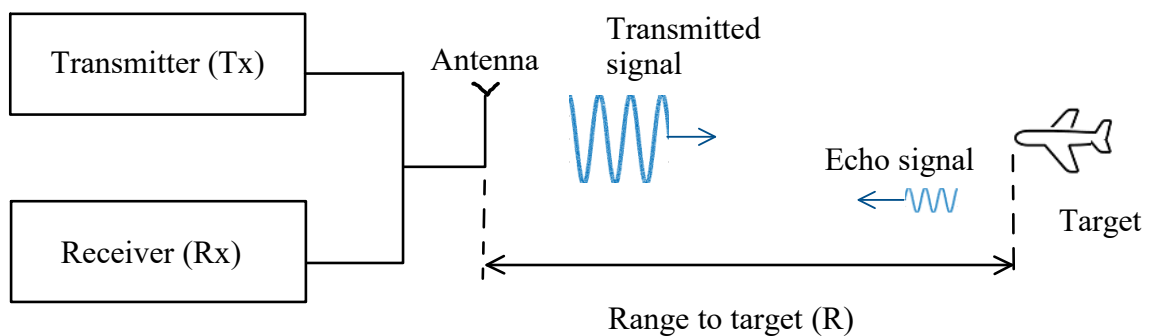 Transmitter (Tx)
Antenna
Transmitted
signal
Echo signal
Target
Receiver (Rx)
Range to target (R)